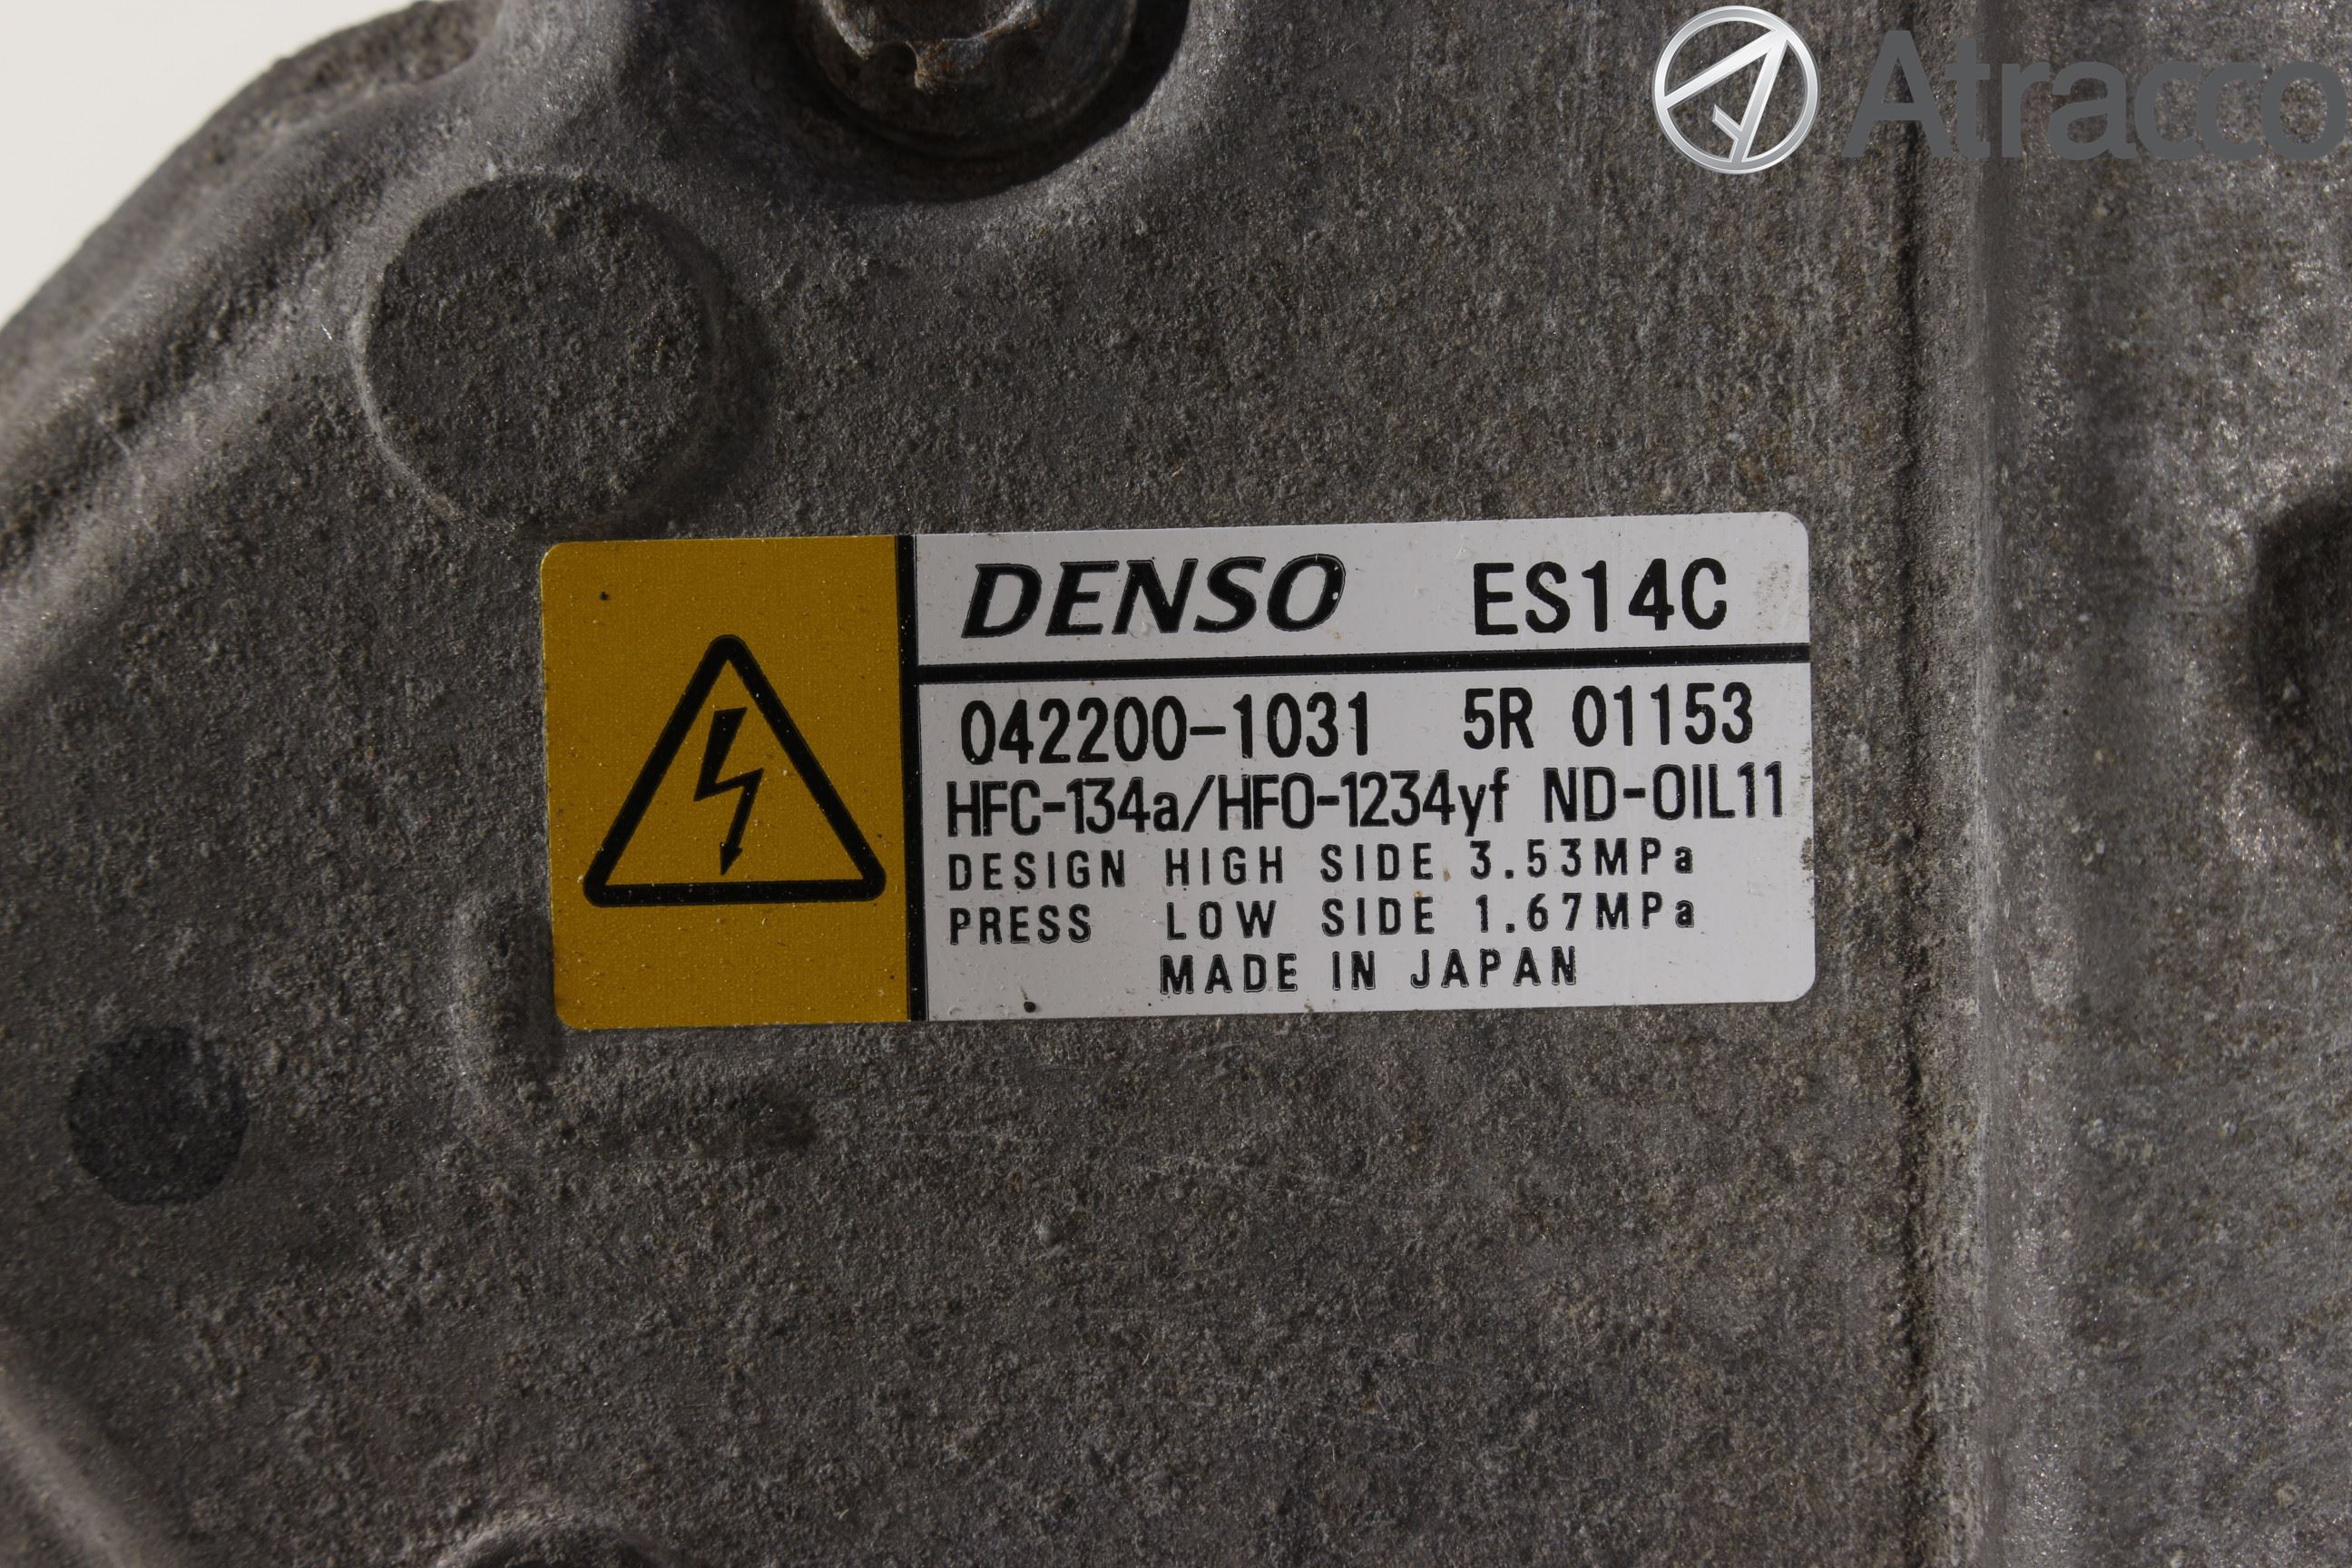 Atracco
DENSO ES14C
042200-1031 5R 01153
HFC-134a/HFO-1234yf ND-OIL11
DESIGN HIGH SIDE 3.53MPa
PRESS LOW SIDE 1.67MPa
MADE IN JAPAN